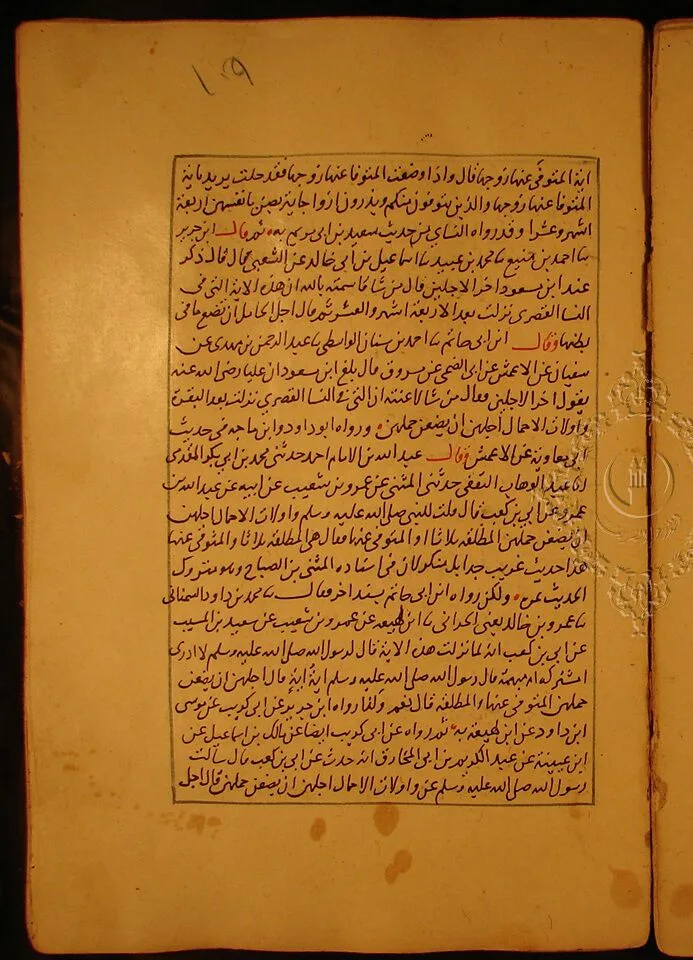 ١٠٩
اية المتوفى عنها زوجها قال واذا وضعت المتوفا عنها زوجها فقد حلت يريد باية
المتوفا عنها زوجها والذين يتوفون منكم ويذرون ازواجا يتربصن بانفسهن اربعة
اشهر وعشرا وقد رواه النساي من حديث سعيد بن ابي مريم به ثم قال ابن جرير
ثنا احمد بن منيع ثنا محمد بن عبيد ثنا اسماعيل بن ابي خالد عن الشعبي قال ذكر
عند ابن مسعود اخر الاجلين قال من شا قاسمته بالله ان هذه الاية التي في
النسا القصرى نزلت بعد الاربعة اشهر والعشر ثم قال اجل الحامل ان تضع ما في
بطنها وقال ابن ابي حاتم ثنا احمد بن سنان الواسطي ثنا عبد الرحمن بن مهدي عن
سفيان عن الاعمش عن ابي الضحى عن مسروق قال بلغ ابن مسعود ان عليا رضي الله عنه
يقول اخر الاجلين فقال من شا لاعنته ان التي في النسا القصرى نزلت بعد البقرة
واولات الاحمال اجلهن ان يضعن حملهن ورواه ابو داود وابن ماجه في حديث
ابي معاوية عن الاعمش وقال عبد الله بن الامام احمد حدثني محمد بن ابي بكر المقدمي
انا عبد الوهاب الثقفي حدثني المثنى عن عمرو بن شعيب عن ابيه عن عبد الله بن
عمرو عن ابي بن كعب قال قلت للنبي صلى الله عليه وسلم واولات الاحمال اجلهن
ان يضعن حملهن المطلقة ثلاثا او المتوفى عنها فقال هي المطلقة ثلاثا والمتوفى عنها
هذا حديث غريب جدا بل منكر لان في اسناده المثنى بن الصباح وهو متروك
الحديث بمرة ولكن رواه ابن ابي حاتم بسند اخر فقال ثنا محمد بن داود السمناني
ثنا عمرو بن خالد يعني الحراني ثنا ابن لهيعة عن عمرو بن شعيب عن سعيد بن المسيب
عن ابي بن كعب انه لما نزلت هذه الاية قال لرسول الله صلى الله عليه وسلم لا ادرى
امشتركة ام مبهمة قال رسول الله صلى الله عليه وسلم اية اية قال اجلهن ان يضعن
حملهن المتوفى عنها والمطلقة قال نعم وكذا رواه ابن جرير عن ابي كريب عن موسى
ابن داود عن ابن لهيعة به ثم رواه عن ابي كريب ايضا عن مالك بن اسماعيل عن
ابن عيينة عن عبد الكريم بن ابي المخارق انه حدث عن ابي بن كعب قال سالت
رسول الله صلى الله عليه وسلم عن واولات الاحمال اجلهن ان يضعن حملهن قال اجل